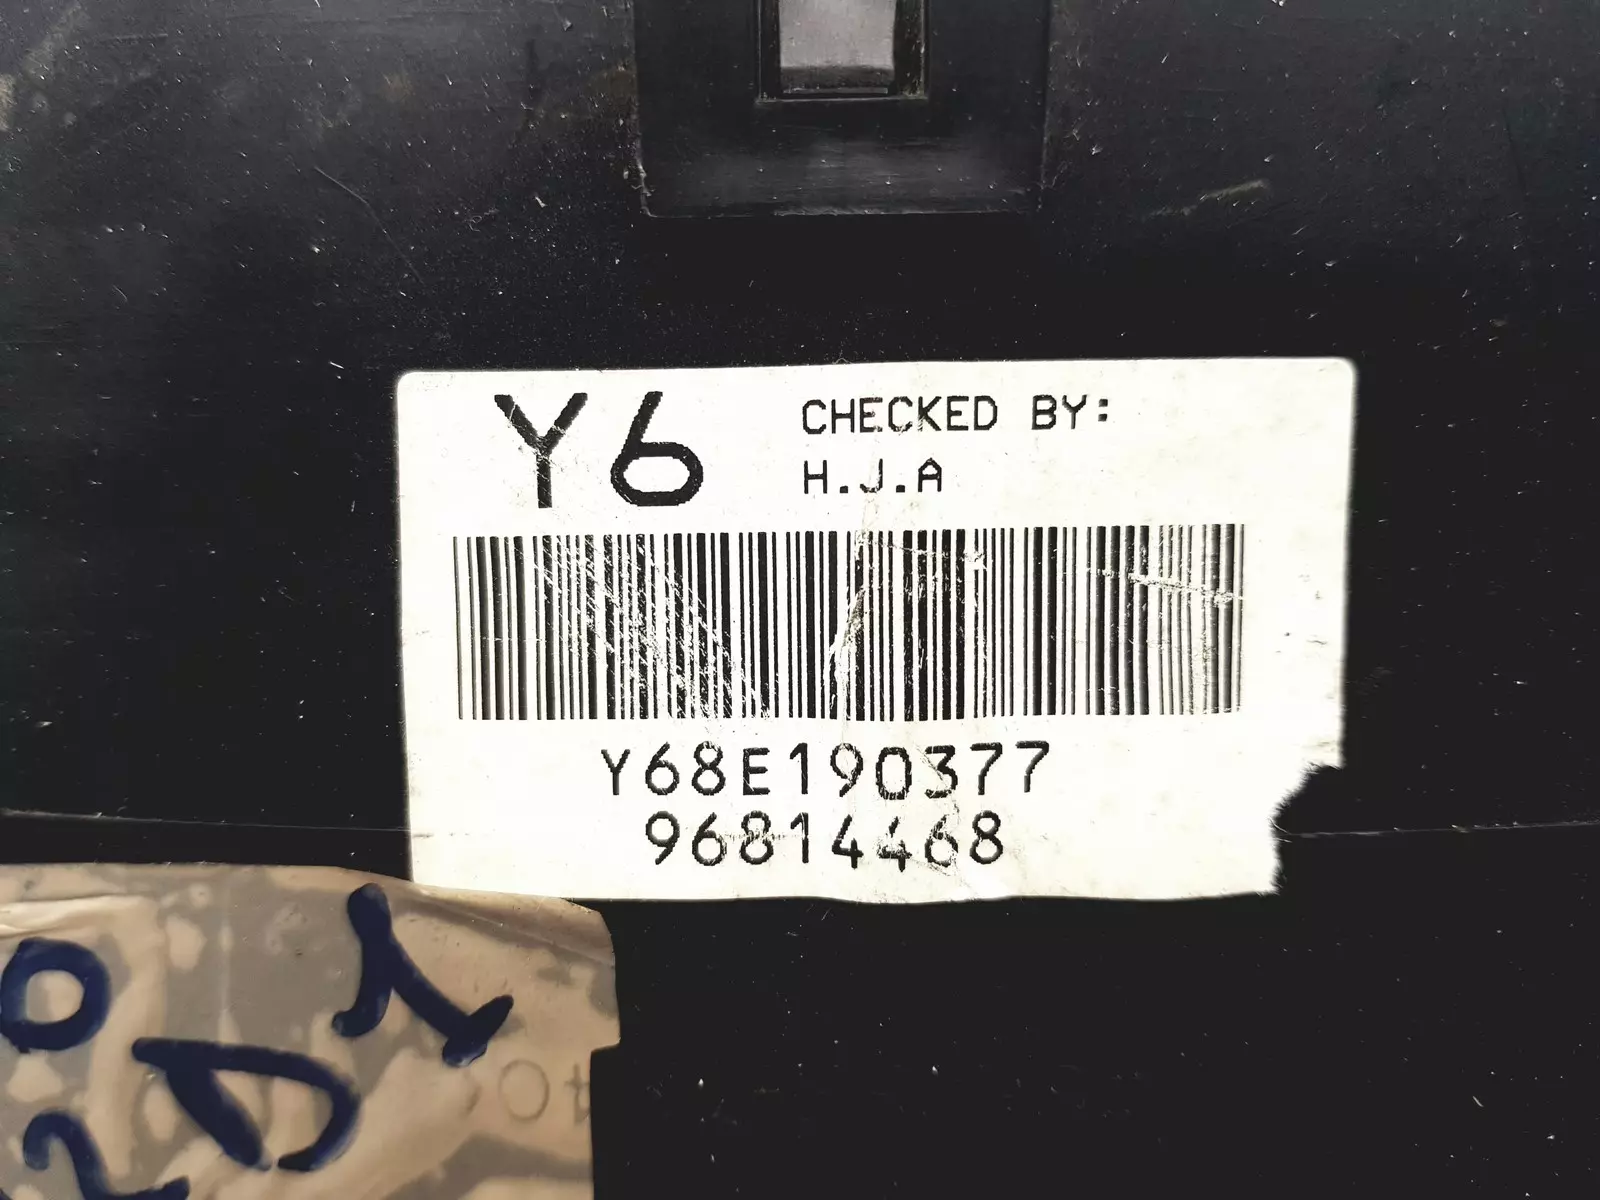 Y6
CHECKED BY:
H.J.A
Y68E190377
96814468